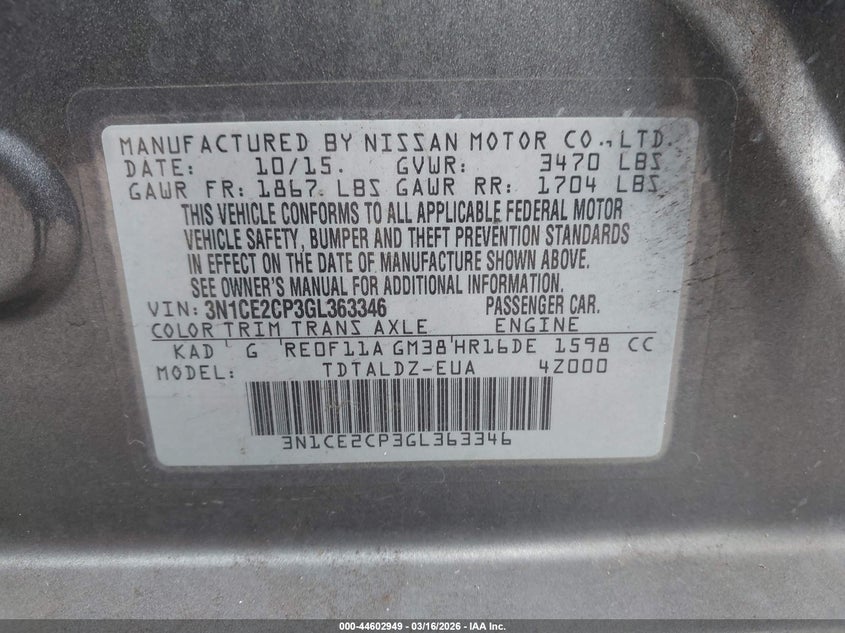 MANUFACTURED BY NISSAN MOTOR CO., LTD.
DATE: 10/15. GVWR: 3470 LBS
GAWR FR: 1867 LBS GAWR RR: 1704 LBS
THIS VEHICLE CONFORMS TO ALL APPLICABLE FEDERAL MOTOR
VEHICLE SAFETY, BUMPER AND THEFT PREVENTION STANDARDS
IN EFFECT ON THE DATE OF MANUFACTURE SHOWN ABOVE.
SEE OWNER'S MANUAL FOR ADDITIONAL INFORMATION.
VIN: 3N1CE2CP3GL363346 PASSENGER CAR.
COLOR TRIM TRANS AXLE ENGINE
KAD G RE0F11A GM38 HR16DE 1598 CC
MODEL: TDTALDZ-EUA 4Z000
3N1CE2CP3GL363346
000-44602949 - 03/16/2026 - IAA Inc.